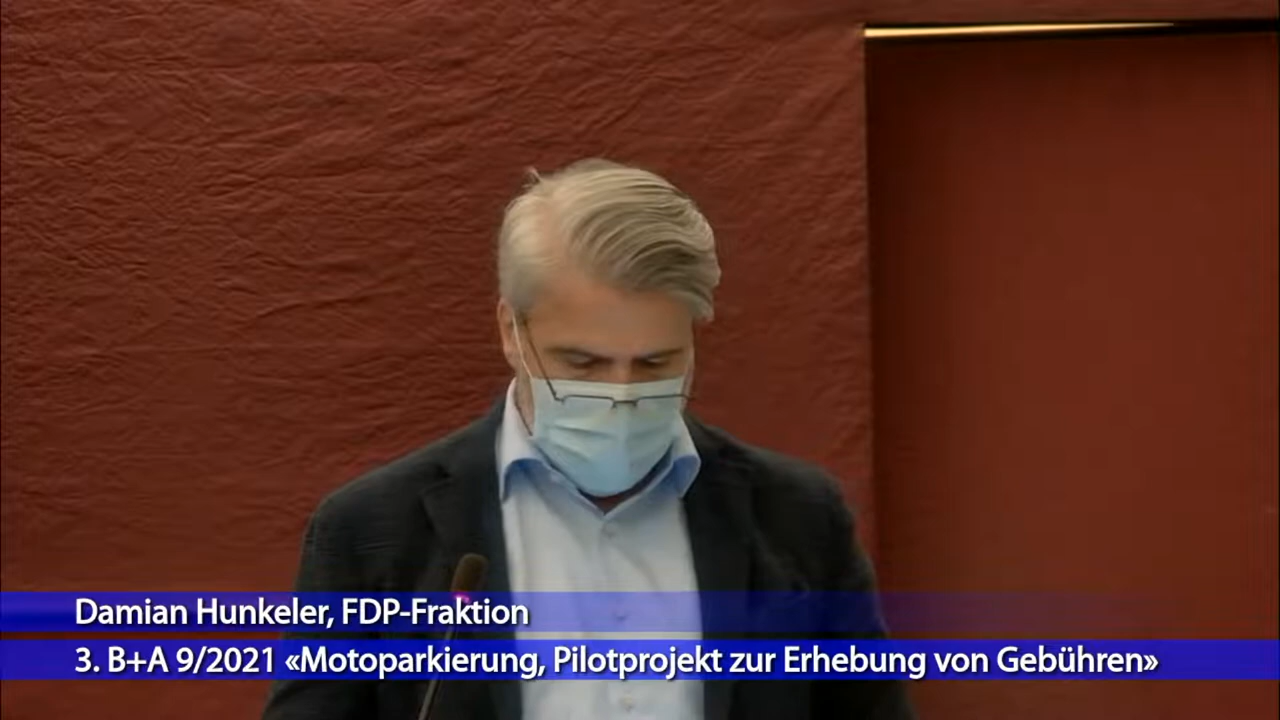 Damian Hunkeler, FDP-Fraktion
3. B+A 9/2021 «Motoparkierung, Pilotprojekt zur Erhebung von Gebühren»